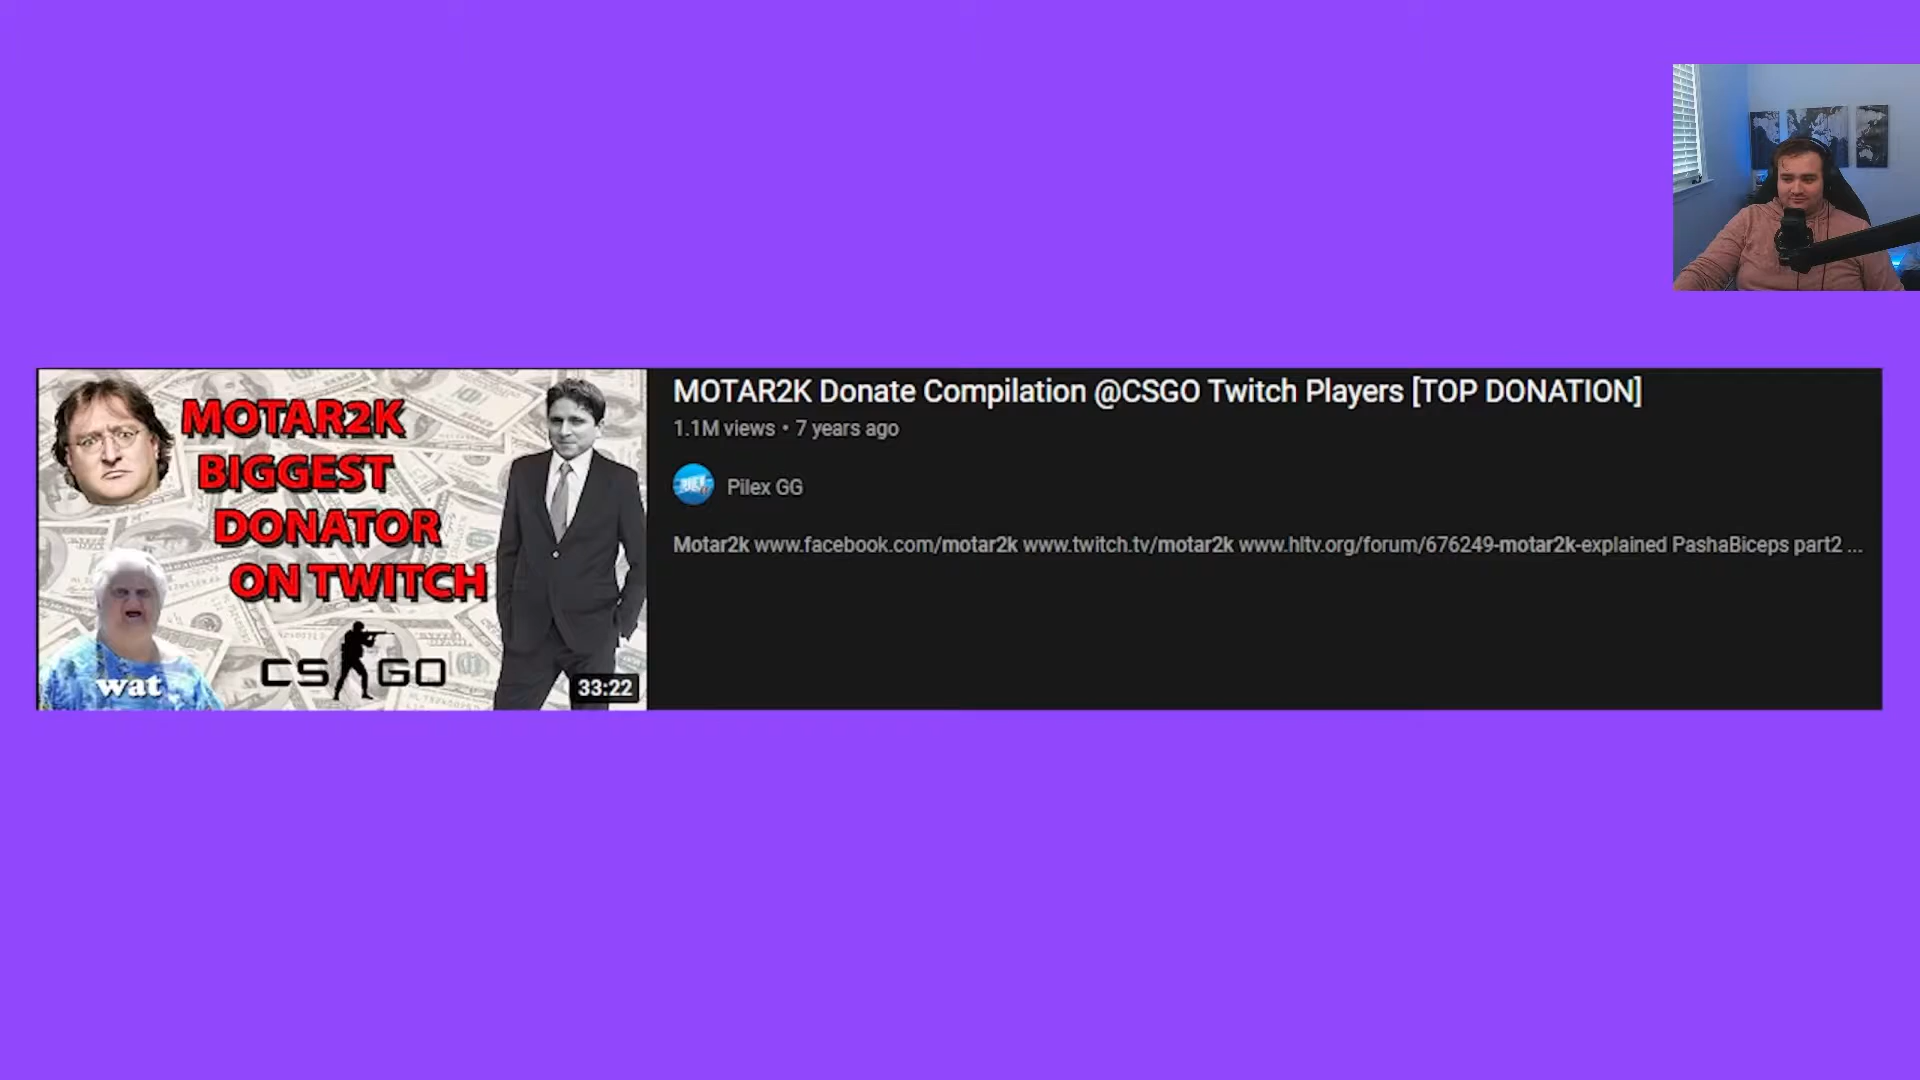 MOTAR2K
BIGGEST
DONATOR
ON TWITCH
wat
CS GO
33:22
MOTAR2K Donate Compilation @CSGO Twitch Players [TOP DONATION]
1.1M views • 7 years ago
Pilex GG
Motar2k www.facebook.com/motar2k www.twitch.tv/motar2k www.hltv.org/forum/676249-motar2k-explained PashaBiceps part2 ...